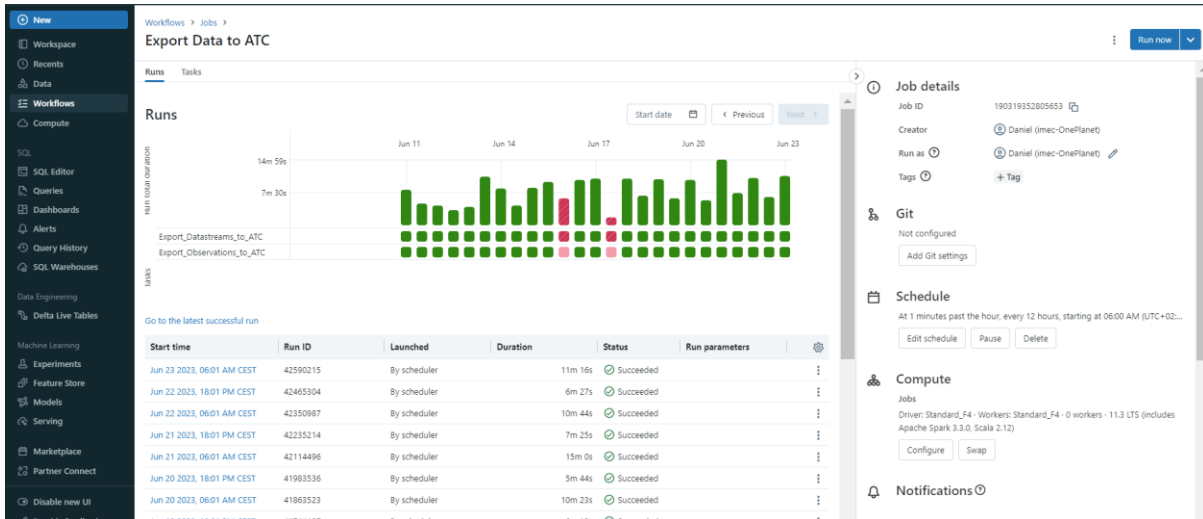 New
Workspace
Recents
Data
Workflows
Compute
SQL
SQL Editor
Queries
Dashboards
Alerts
Query History
SQL Warehouses
Data Engineering
Delta Live Tables
Machine Learning
Experiments
Feature Store
Models
Serving
Marketplace
Partner Connect
Disable new UI
Workflows > Jobs >
Export Data to ATC
Run now
Runs Tasks
Runs
Start date Previous Next
Jun 11 Jun 14 Jun 17 Jun 20 Jun 23
Run total duration
14m 59s
7m 30s
Export_Datastreams_to_ATC
Export_Observations_to_ATC
Tasks
Go to the latest successful run
Start time Run ID Launched Duration Status Run parameters
Jun 23 2023, 06:01 AM CEST 42590215 By scheduler 11m 16s Succeeded
Jun 22 2023, 18:01 PM CEST 42465304 By scheduler 6m 27s Succeeded
Jun 22 2023, 06:01 AM CEST 42350987 By scheduler 10m 44s Succeeded
Jun 21 2023, 18:01 PM CEST 42235214 By scheduler 7m 25s Succeeded
Jun 21 2023, 06:01 AM CEST 42114496 By scheduler 15m 0s Succeeded
Jun 20 2023, 18:01 PM CEST 41983536 By scheduler 5m 44s Succeeded
Jun 20 2023, 06:01 AM CEST 41863523 By scheduler 10m 23s Succeeded
Job details
Job ID 190319352805653
Creator Daniel (imec-OnePlanet)
Run as Daniel (imec-OnePlanet)
Tags + Tag
Git
Not configured
Add Git settings
Schedule
At 1 minutes past the hour, every 12 hours, starting at 06:00 AM (UTC+02:...
Edit schedule Pause Delete
Compute
Jobs
Driver: Standard_F4 · Workers: Standard_F4 · 0 workers · 11.3 LTS (includes
Apache Spark 3.3.0, Scala 2.12)
Configure Swap
Notifications